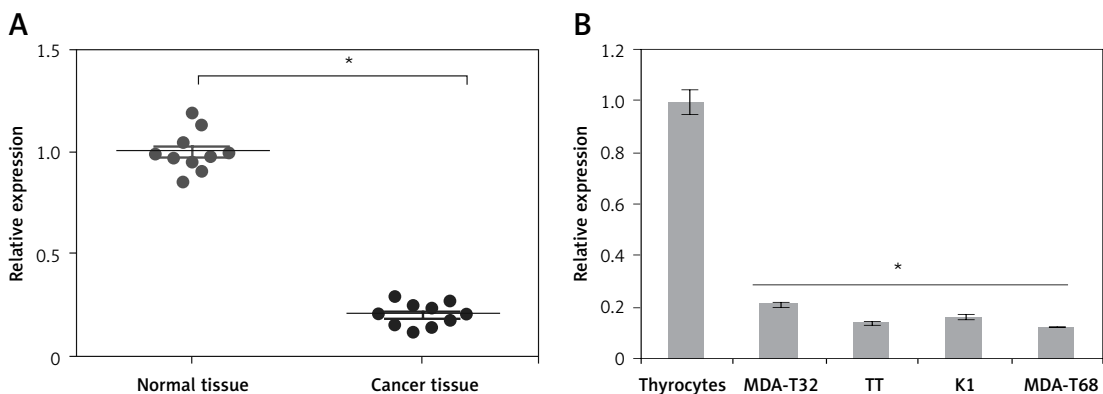 A
Relative expression
1.5
1.0
0.5
0
*
Normal tissue
Cancer tissue
B
Relative expression
1.2
1.0
0.8
0.6
0.4
0.2
0
*
Thyrocytes
MDA-T32
TT
K1
MDA-T68